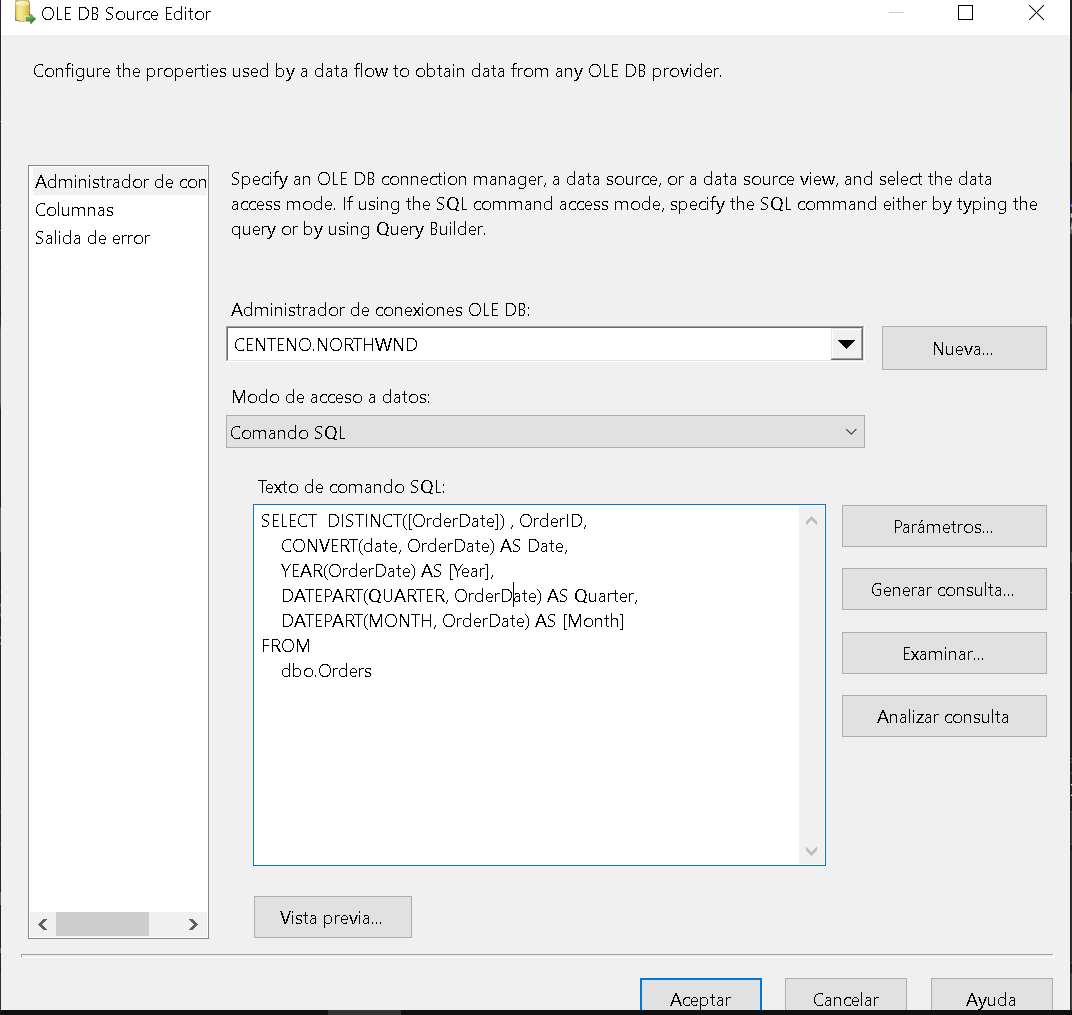 OLE DB Source Editor
Configure the properties used by a data flow to obtain data from any OLE DB provider.
Administrador de con
Columnas
Salida de error
Specify an OLE DB connection manager, a data source, or a data source view, and select the data
access mode. If using the SQL command access mode, specify the SQL command either by typing the
query or by using Query Builder.
Administrador de conexiones OLE DB:
CENTENO.NORTHWND
Nueva...
Modo de acceso a datos:
Comando SQL
Texto de comando SQL:
SELECT  DISTINCT([OrderDate]) , OrderID,
    CONVERT(date, OrderDate) AS Date,
    YEAR(OrderDate) AS [Year],
    DATEPART(QUARTER, OrderDate) AS Quarter,
    DATEPART(MONTH, OrderDate) AS [Month]
FROM
    dbo.Orders
Parámetros...
Generar consulta...
Examinar...
Analizar consulta
Vista previa...
Aceptar
Cancelar
Ayuda